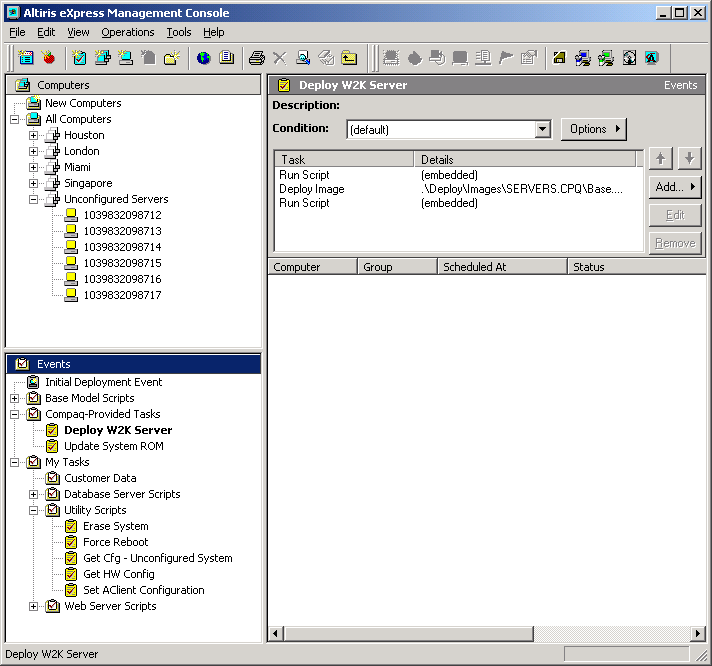 Altiris eXpress Management Console
File Edit View Operations Tools Help
Computers
New Computers
All Computers
Houston
London
Miami
Singapore
Unconfigured Servers
1039832098712
1039832098713
1039832098714
1039832098715
1039832098716
1039832098717
Events
Initial Deployment Event
Base Model Scripts
Compaq-Provided Tasks
Deploy W2K Server
Update System ROM
My Tasks
Customer Data
Database Server Scripts
Utility Scripts
Erase System
Force Reboot
Get Cfg - Unconfigured System
Get HW Config
Set AClient Configuration
Web Server Scripts
Deploy W2K Server Events
Description:
Condition: (default) Options
Task Details
Run Script (embedded)
Deploy Image .\Deploy\Images\SERVERS.CPQ\Base....
Run Script (embedded)
Add...
Edit
Remove
Computer Group Scheduled At Status
Deploy W2K Server